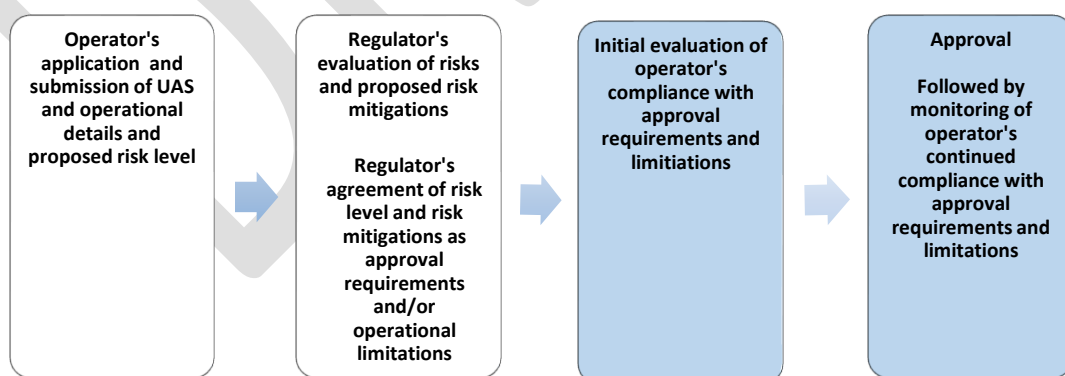 Operator's
application and
submission of UAS
and operational
details and
proposed risk level
Regulator's
evaluation of risks
and proposed risk
mitigations
Regulator's
agreement of risk
level and risk
mitigations as
approval
requirements
and/or
operational
limitations
Initial evaluation of
operator's
compliance with
approval
requirements and
limitiations
Approval
Followed by
monitoring of
operator's
continued
compliance with
approval
requirements and
limitations